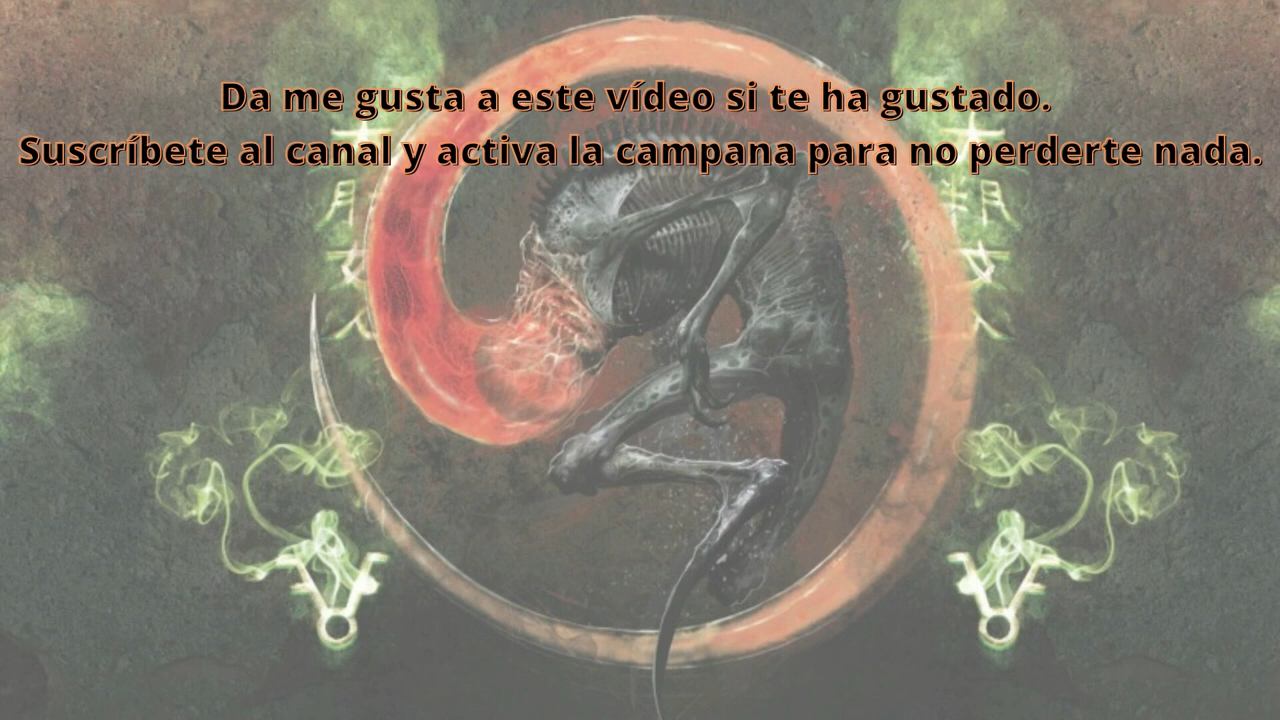 Da me gusta a este vídeo si te ha gustado.
Suscríbete al canal y activa la campana para no perderte nada.